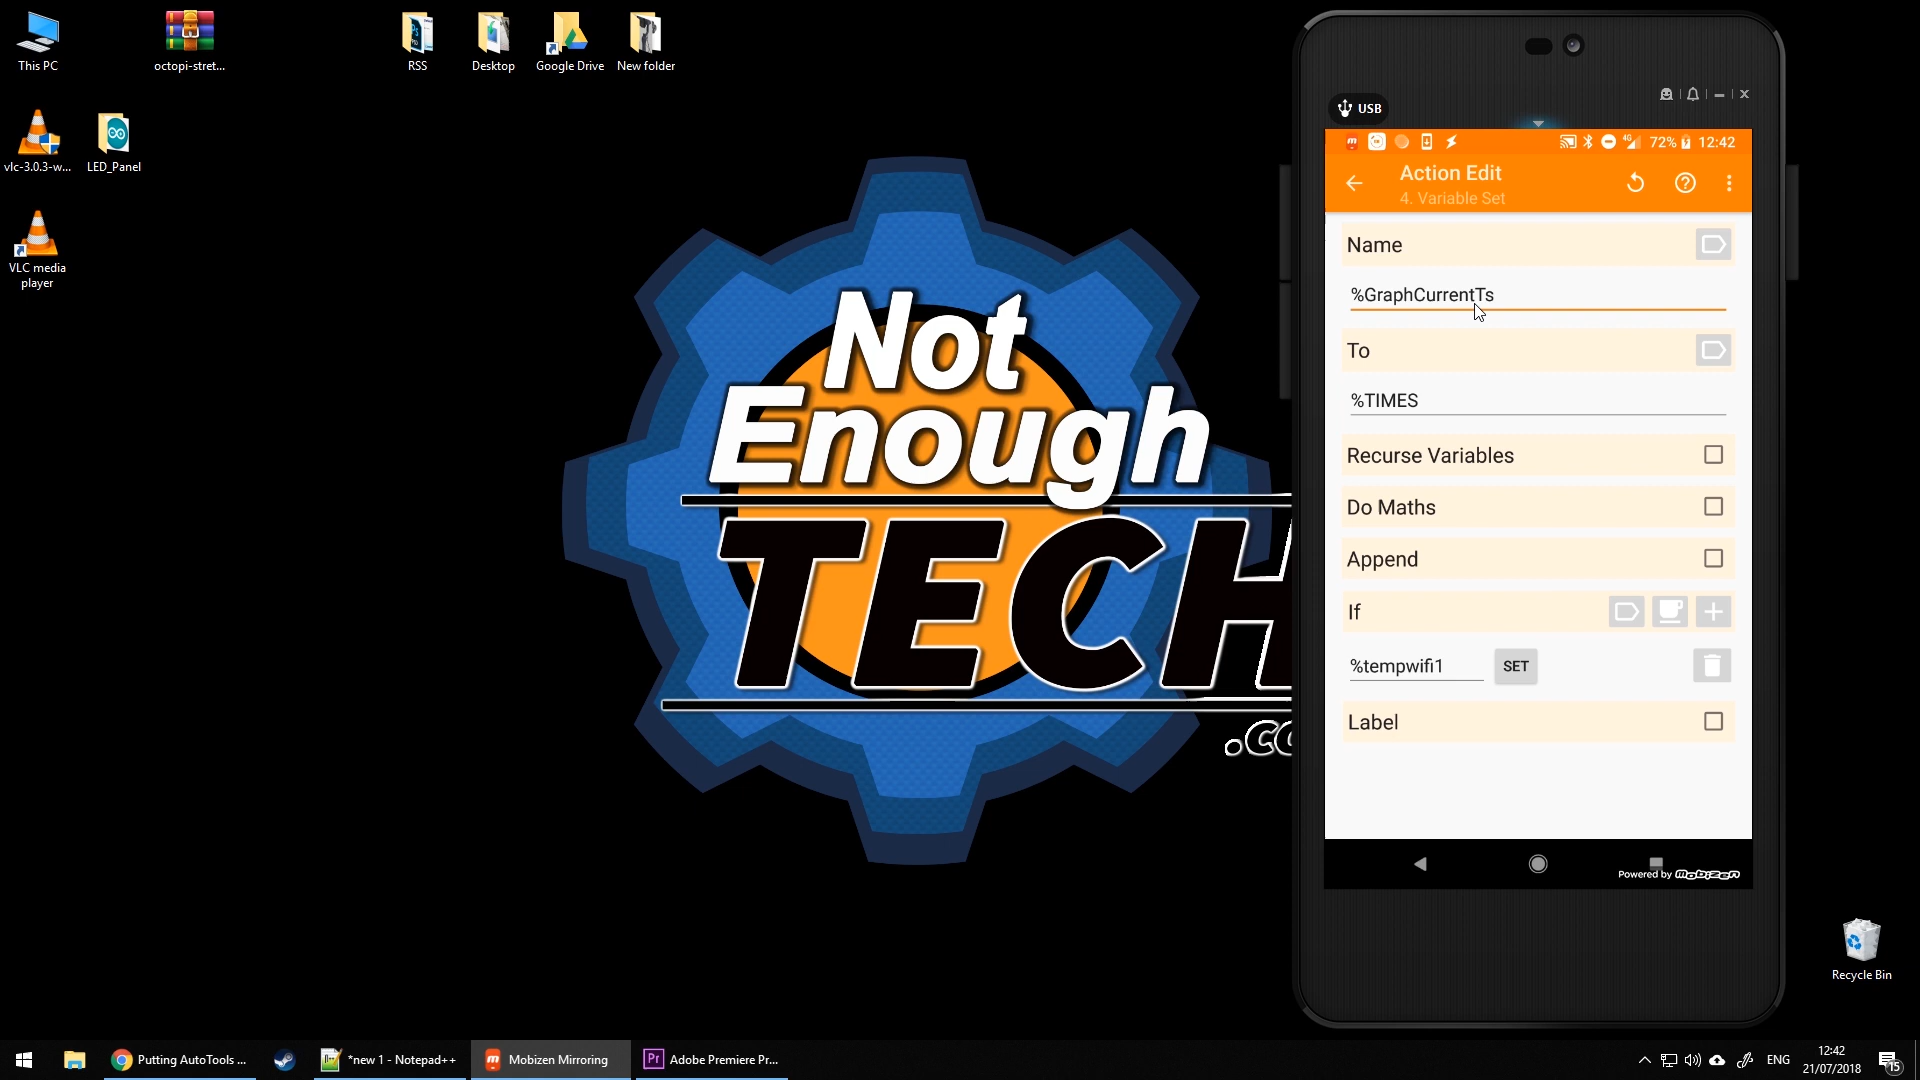 This PC
octopi-stret...
RSS
Desktop
Google Drive
New folder
vlc-3.0.3-w...
LED_Panel
VLC media
player
Not
Enough
TECH
USB
72% 12:42
Action Edit
4. Variable Set
Name
%GraphCurrentTs
To
%TIMES
Recurse Variables
Do Maths
Append
If
%tempwifi1
SET
Label
Powered by mobizen
Recycle Bin
Putting AutoTools ...
*new 1 - Notepad++
Mobizen Mirroring
Adobe Premiere Pr...
ENG
12:42
21/07/2018
15